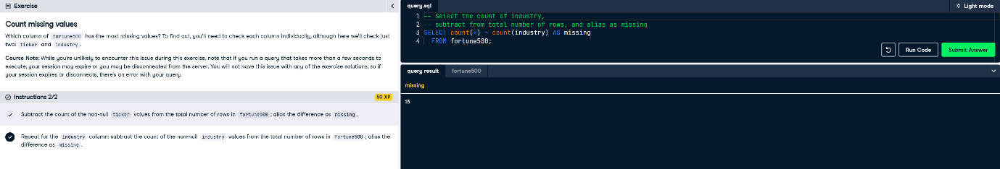 Exercise
Count missing values
Which column of fortune500 has the most missing values? To find out, you'll need to check each column individually, although here we'll check just
two: ticker and industry.
Course Note: While you're unlikely to encounter this issue during this exercise, note that if you run a query that takes more than a few seconds to
execute, your session may expire or you may be disconnected from the server. You will not have this issue with any of the exercise solutions, so if
your session expires or disconnects, there's an error with your query.
Instructions 2/2
50 XP
Subtract the count of the non-null ticker values from the total number of rows in fortune500; alias the difference as missing.
Repeat for the industry column: subtract the count of the non-null industry values from the total number of rows in fortune500; alias the
difference as missing.
query.sql
Light mode
1 -- Select the count of industry,
2 -- subtract from total number of rows, and alias as missing
3 SELECT count(*) - count(industry) AS missing
4 FROM fortune500;
Run Code
Submit Answer
query result
fortune500
missing
13